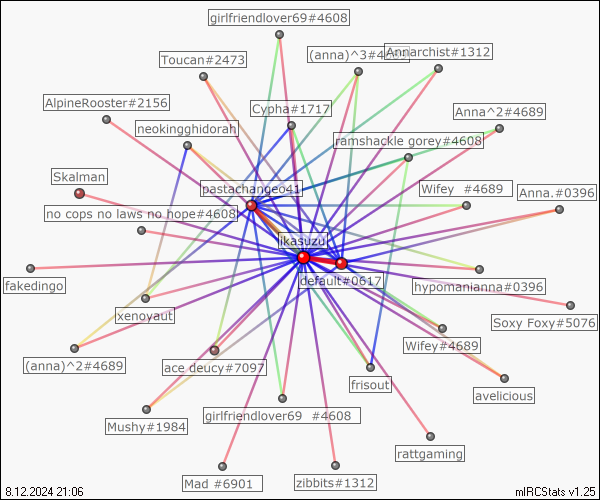 girlfriendlover69#4608
Toucan#2473
(anna)^3#4689
Annarchist#1312
AlpineRooster#2156
Cypha#1717
Anna^2#4689
neokingghidorah
ramshackle gorey#4608
Skalman
pastachangeo41
Wifey #4689
Anna.#0396
no cops no laws no hope#4608
ikasuzu
fakedingo
default#0617
hypomanianna#0396
xenoyaut
Soxy Foxy#5076
Wifey#4689
(anna)^2#4689
ace deucy#7097
frisout
avelicious
Mushy#1984
girlfriendlover69 #4608
rattgaming
Mad #6901
zibbits#1312
8.12.2024 21:06
mIRCStats v1.25